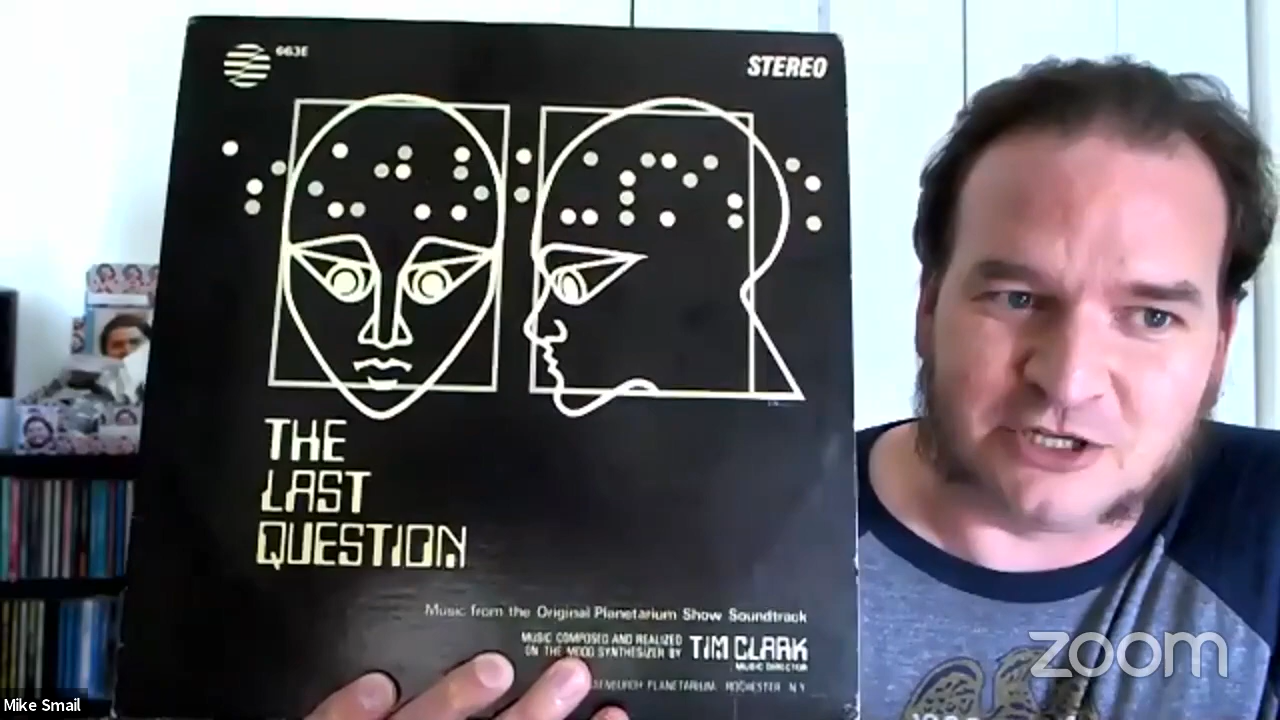 663E
STEREO
THE
LAST
QUESTION
Music from the Original Planetarium Show Soundtrack
MUSIC COMPOSED AND REALIZED
ON THE MOOG SYNTHESIZER BY
TIM CLARK
MUSIC DIRECTOR
PLANETARIUM, ROCHESTER N.Y.
zoom
Mike Smail